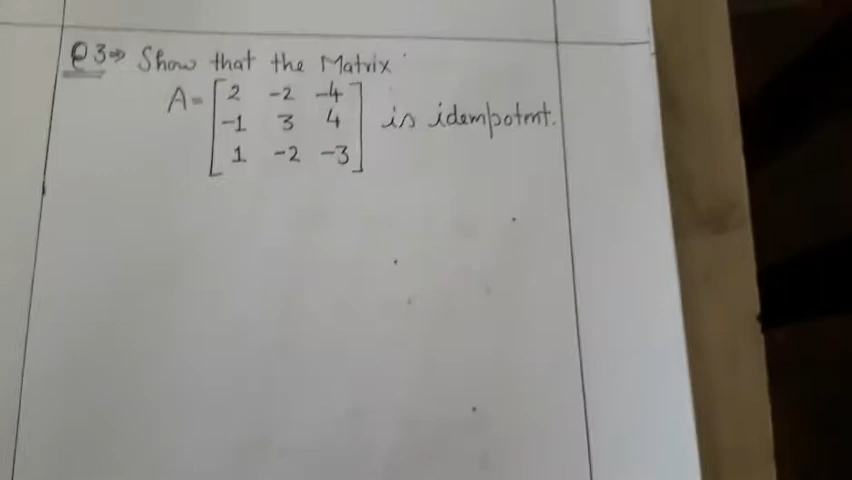 Q3⇒ Show that the Matrix
A = [ 2 -2 -4
-1 3 4
1 -2 -3 ] is idempotent.